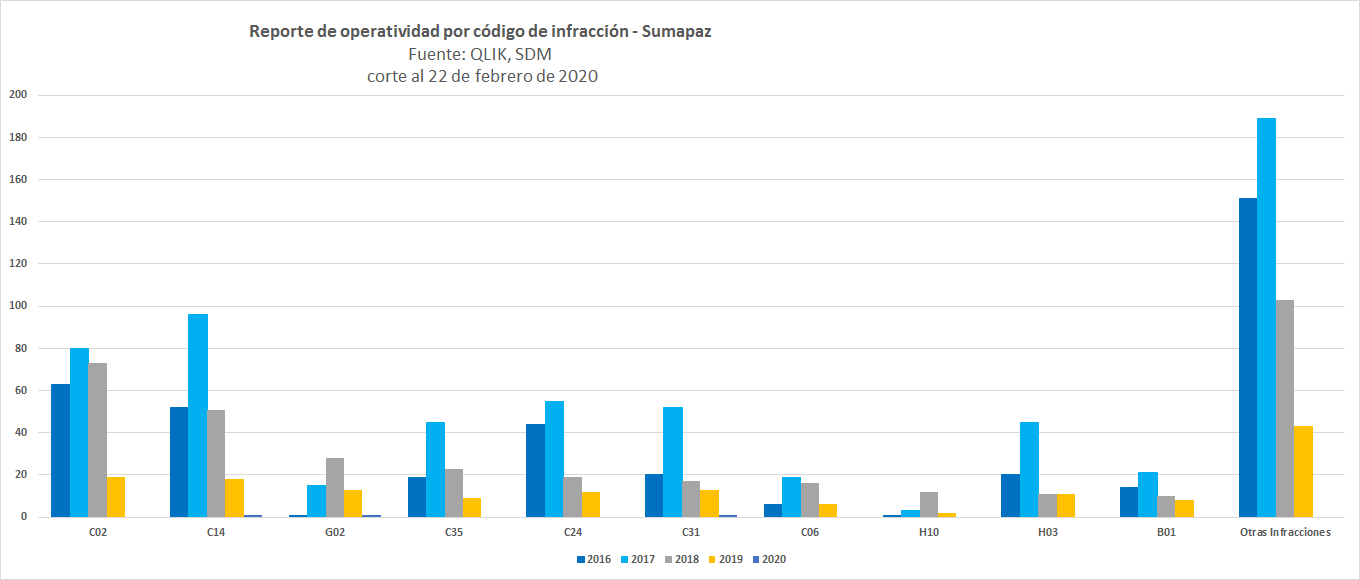 Reporte de operatividad por código de infracción - Sumapaz
Fuente: QLIK, SDM
corte al 22 de febrero de 2020
200
180
160
140
120
100
80
60
40
20
0
C02 C14 G02 C35 C24 C31 C06 H10 H03 B01 Otras Infracciones
2016 2017 2018 2019 2020